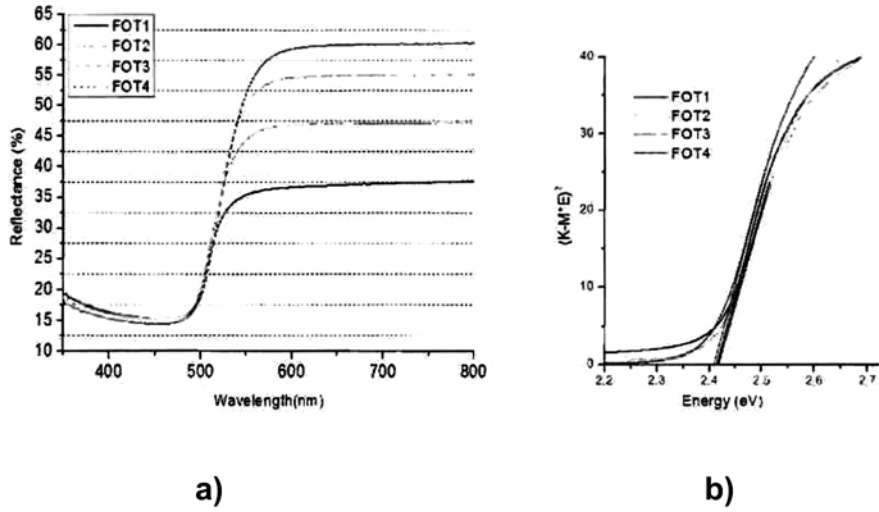 FOT1
FOT2
FOT3
FOT4
65
60
55
50
45
40
35
30
25
20
15
10
Reflectance (%)
400 500 600 700 800
Wavelength(nm)
a)
FOT1
FOT2
FOT3
FOT4
40
30
20
10
0
(K-M*E)²
2.2 2.3 2.4 2.5 2.6 2.7
Energy (eV)
b)